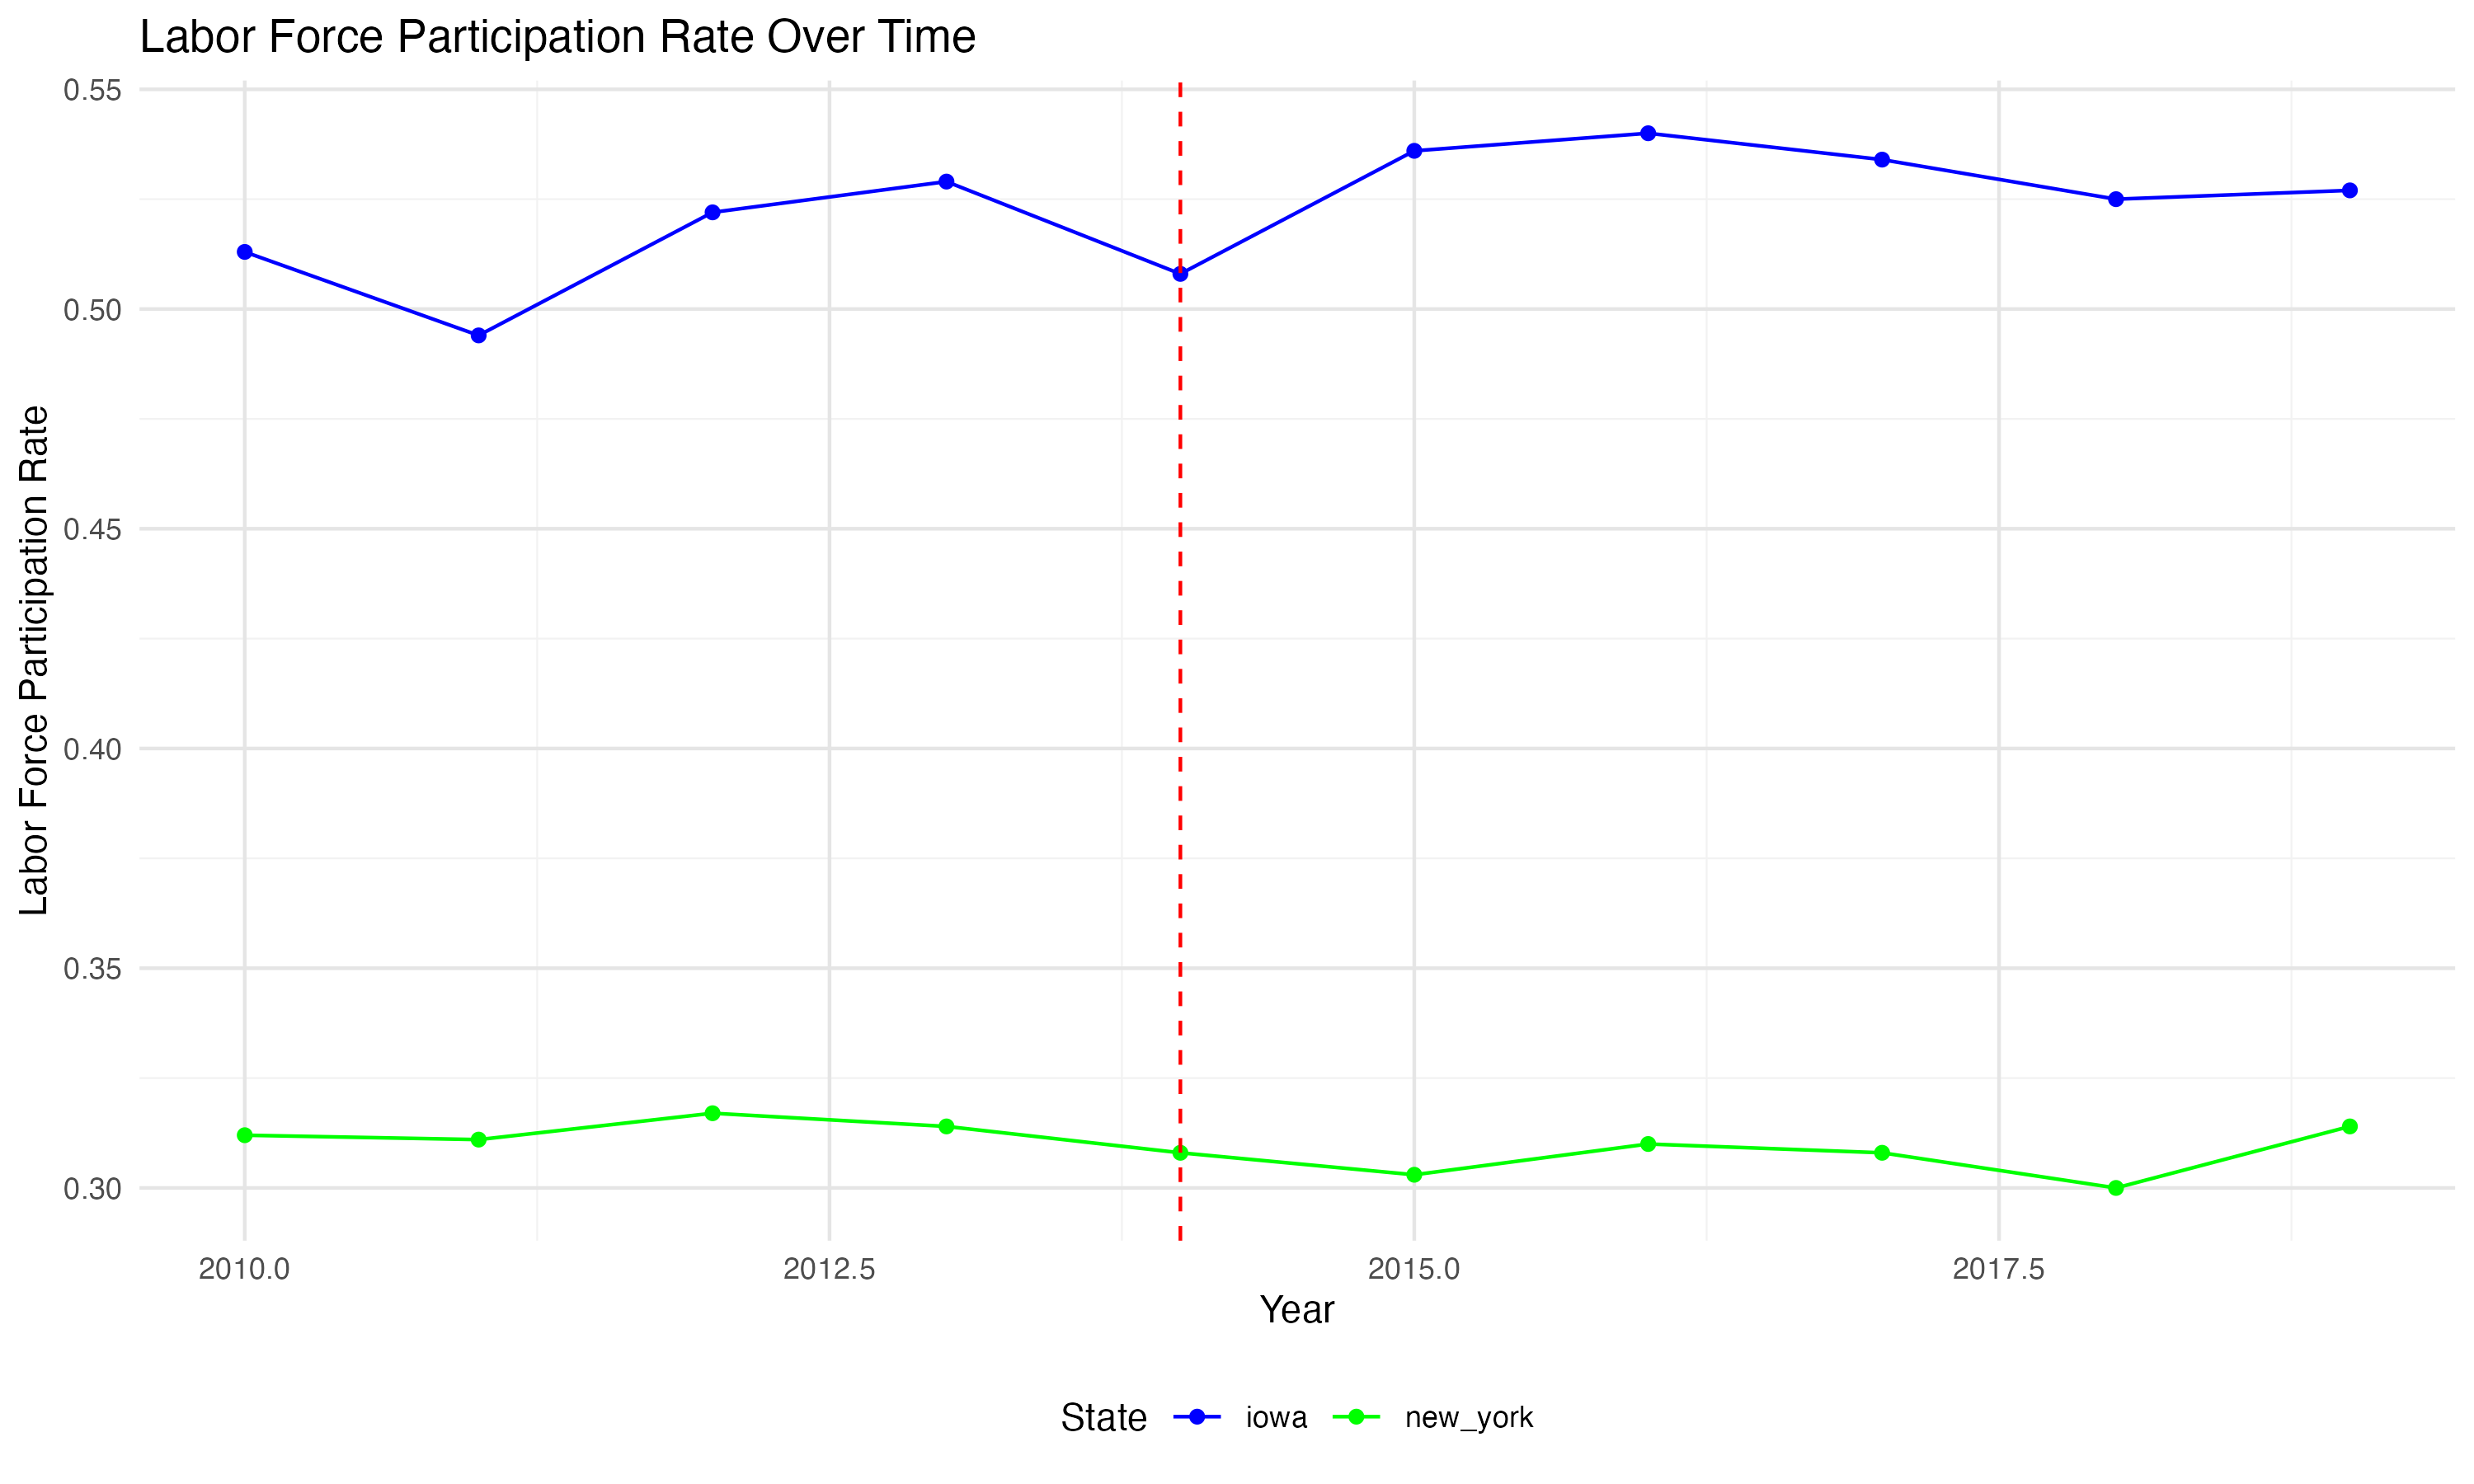 Labor Force Participation Rate Over Time
Labor Force Participation Rate
0.55
0.50
0.45
0.40
0.35
0.30
2010.0 2012.5 2015.0 2017.5
Year
State iowa new_york